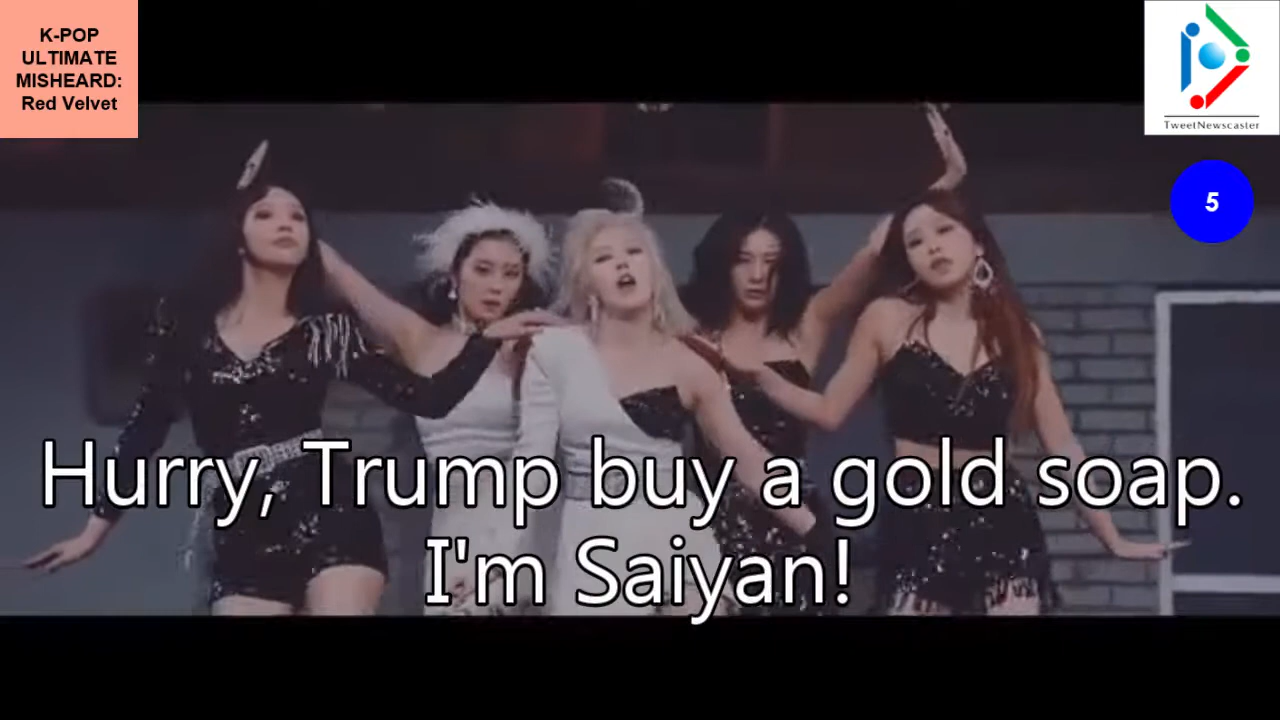 K-POP
ULTIMATE
MISHEARD:
Red Velvet
TweetNewscaster
5
Hurry, Trump buy a gold soap.
I'm Saiyan!